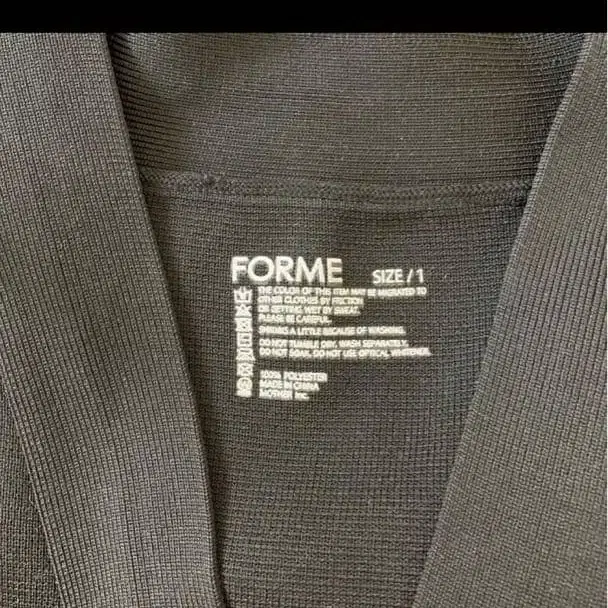 FORME SIZE / 1
THE COLOR OF THIS ITEM MAY BE MIGRATED TO
OTHER CLOTHES BY FRICTION
OR GETTING WET BY SWEAT.
PLEASE BE CAREFUL.
SHRINKS A LITTLE BECAUSE OF WASHING.
DO NOT TUMBLE DRY. WASH SEPARATELY.
DO NOT SOAK. DO NOT USE OPTICAL WHITENER.
100% POLYESTER
MADE IN CHINA
MOTHER Inc.